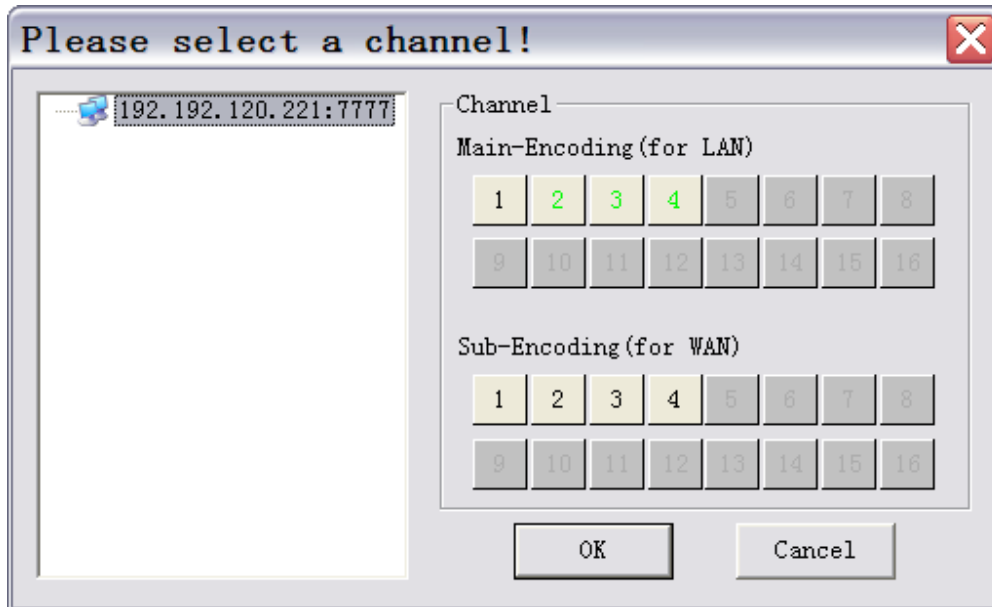 Please select a channel!
192.192.120.221:7777
Channel
Main-Encoding(for LAN)
1 2 3 4 5 6 7 8
9 10 11 12 13 14 15 16
Sub-Encoding(for WAN)
1 2 3 4 5 6 7 8
9 10 11 12 13 14 15 16
OK Cancel